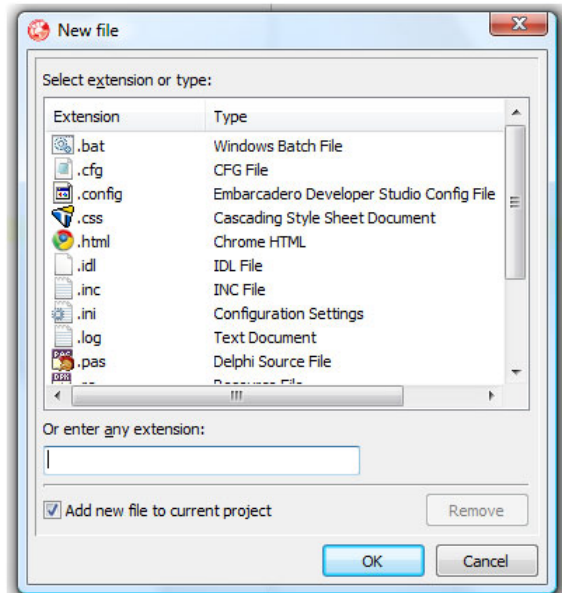 New file
Select extension or type:
Extension Type
.bat Windows Batch File
.cfg CFG File
.config Embarcadero Developer Studio Config File
.css Cascading Style Sheet Document
.html Chrome HTML
.idl IDL File
.inc INC File
.ini Configuration Settings
.log Text Document
.pas Delphi Source File
Or enter any extension:
Add new file to current project Remove
OK Cancel